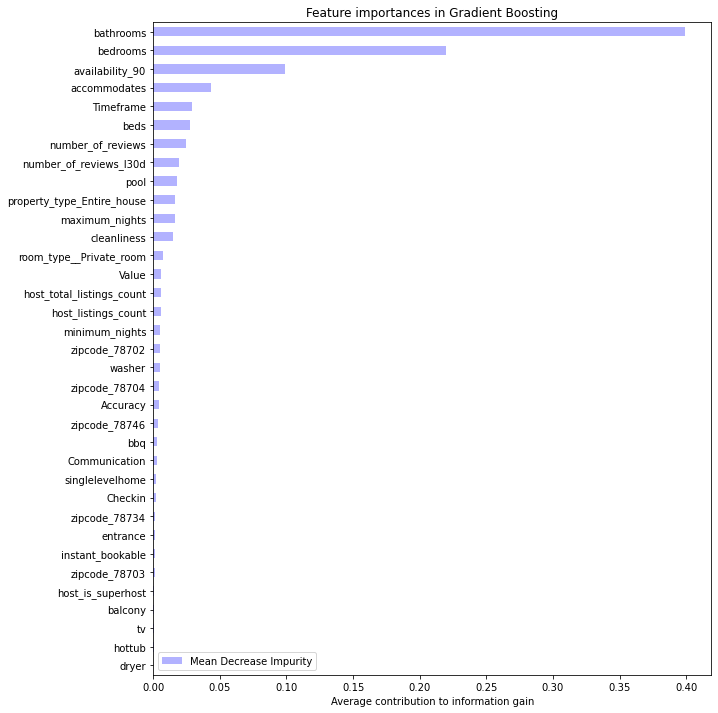 Feature importances in Gradient Boosting
bathrooms
bedrooms
availability_90
accommodates
Timeframe
beds
number_of_reviews
number_of_reviews_l30d
pool
property_type_Entire_house
maximum_nights
cleanliness
room_type__Private_room
Value
host_total_listings_count
host_listings_count
minimum_nights
zipcode_78702
washer
zipcode_78704
Accuracy
zipcode_78746
bbq
Communication
singlelevelhome
Checkin
zipcode_78734
entrance
instant_bookable
zipcode_78703
host_is_superhost
balcony
tv
hottub
dryer
Mean Decrease Impurity
0.00 0.05 0.10 0.15 0.20 0.25 0.30 0.35 0.40
Average contribution to information gain